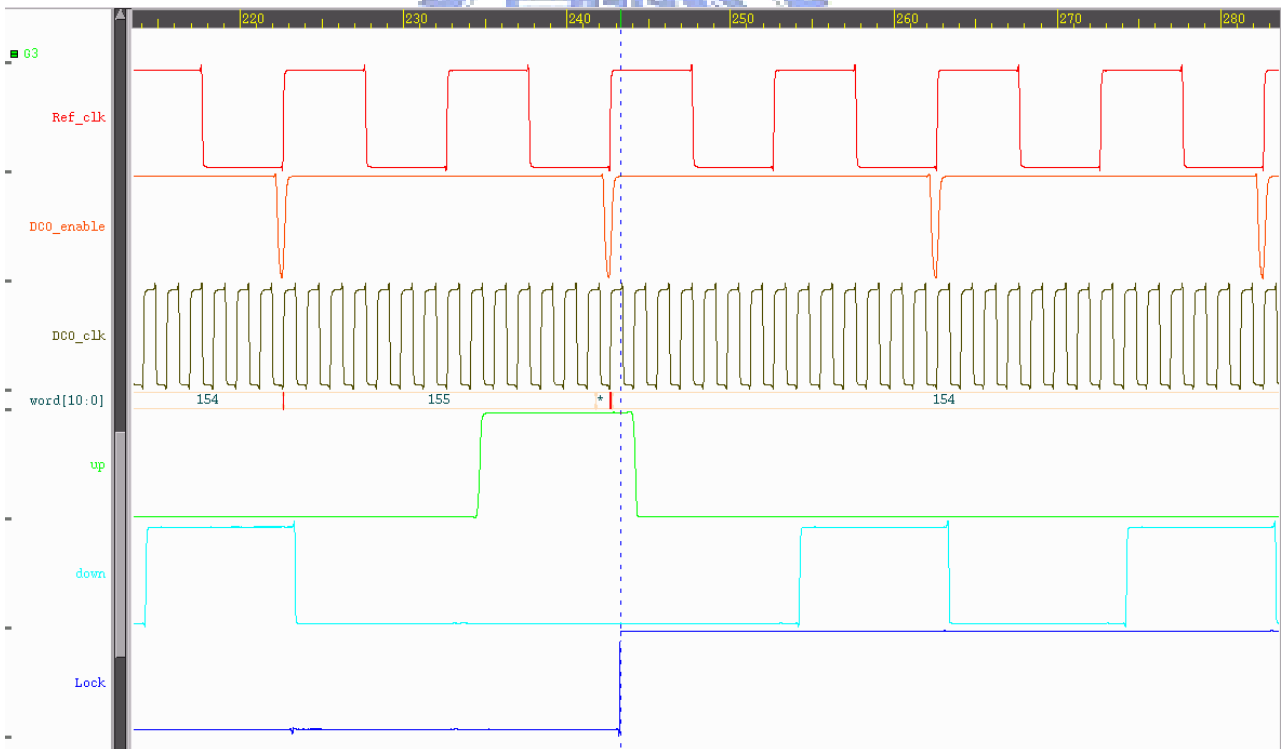 220 230 240 250 260 270 280
G3
Ref_clk
DCO_enable
DCO_clk
word[10:0] 154 155 * 154
up
down
Lock